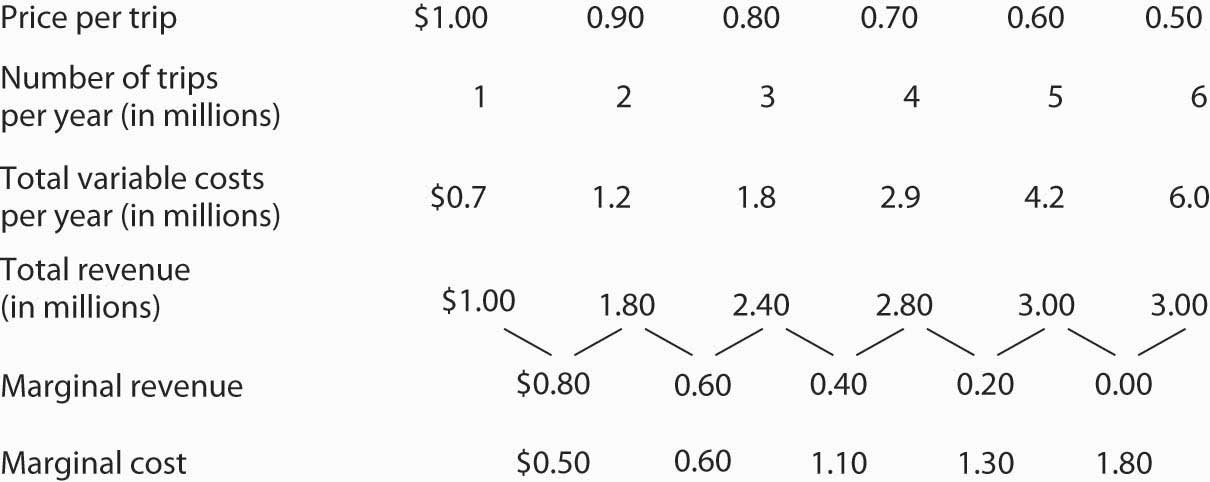 Price per trip $1.00 0.90 0.80 0.70 0.60 0.50
Number of trips
per year (in millions) 1 2 3 4 5 6
Total variable costs
per year (in millions) $0.7 1.2 1.8 2.9 4.2 6.0
Total revenue
(in millions) $1.00 1.80 2.40 2.80 3.00 3.00
Marginal revenue $0.80 0.60 0.40 0.20 0.00
Marginal cost $0.50 0.60 1.10 1.30 1.80